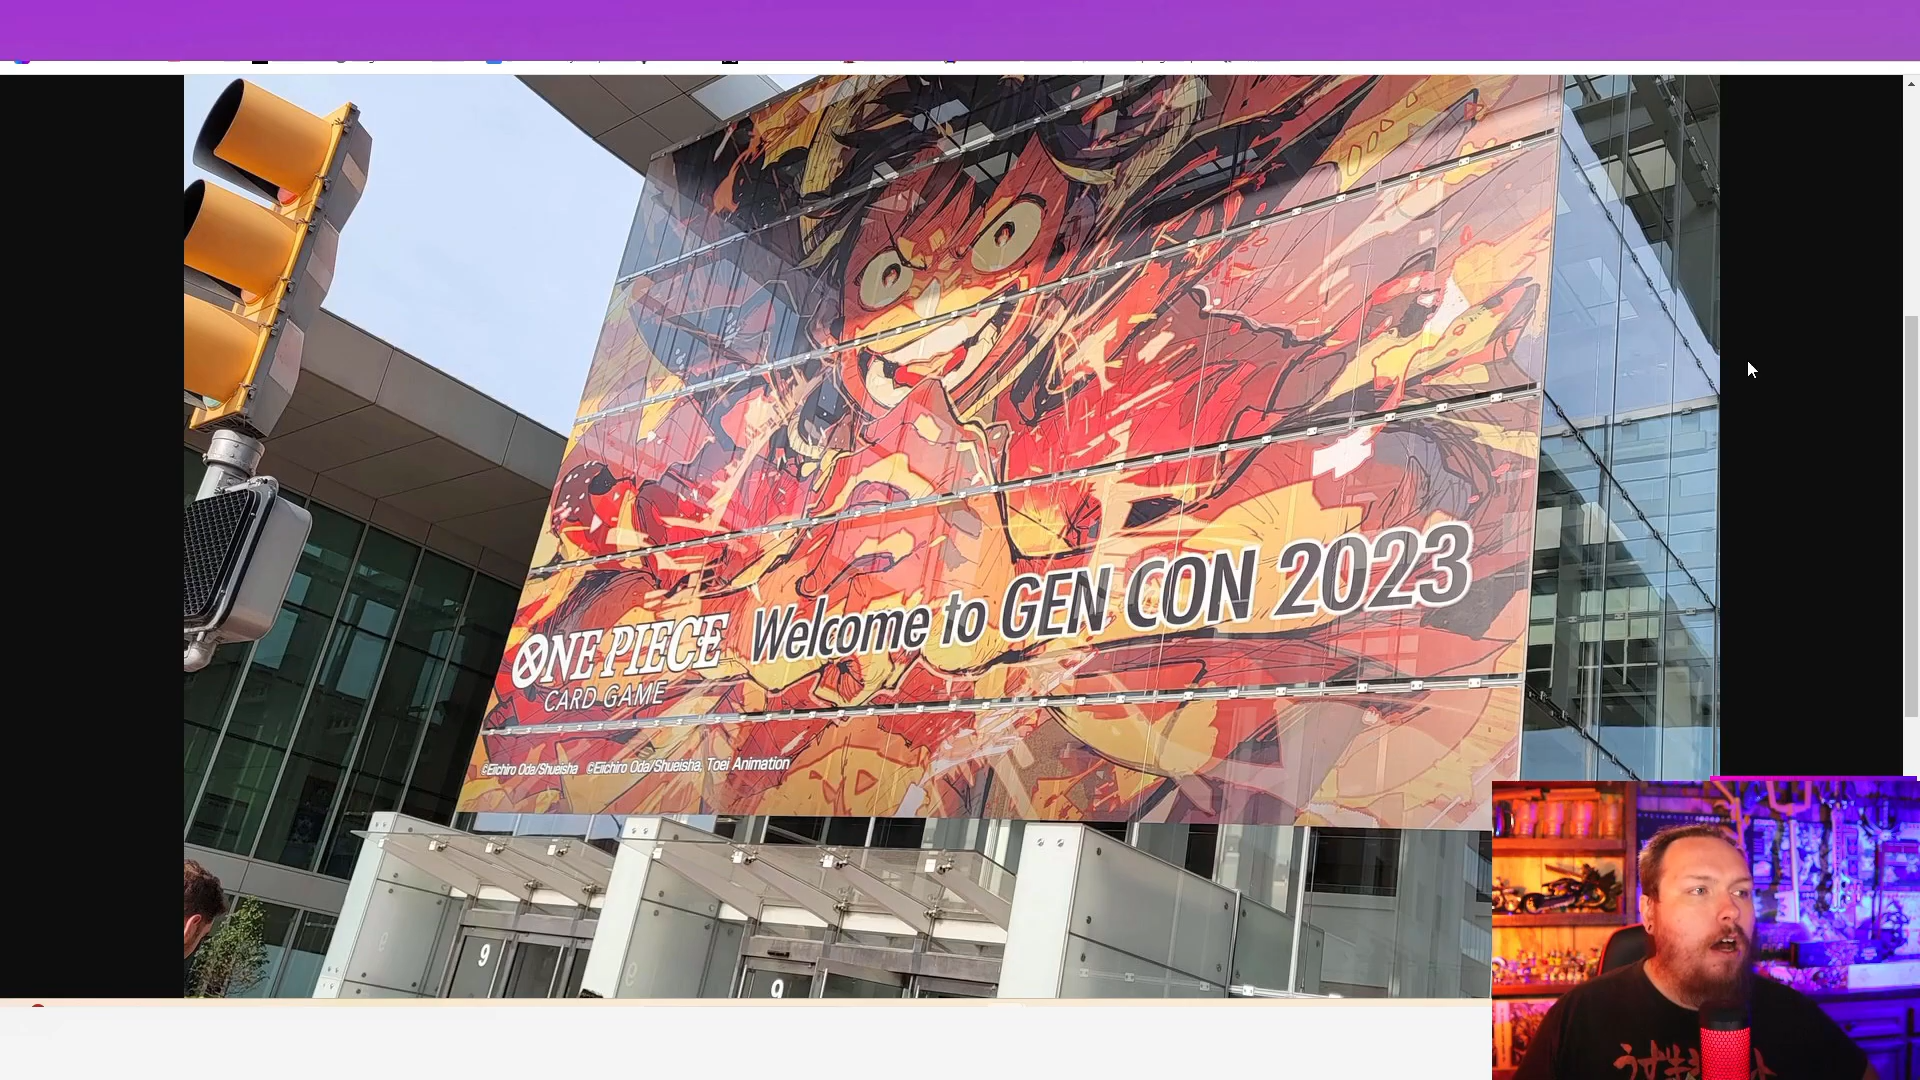 ONE PIECE
CARD GAME
Welcome to GEN CON 2023
©Eiichiro Oda/Shueisha ©Eiichiro Oda/Shueisha, Toei Animation
9
9